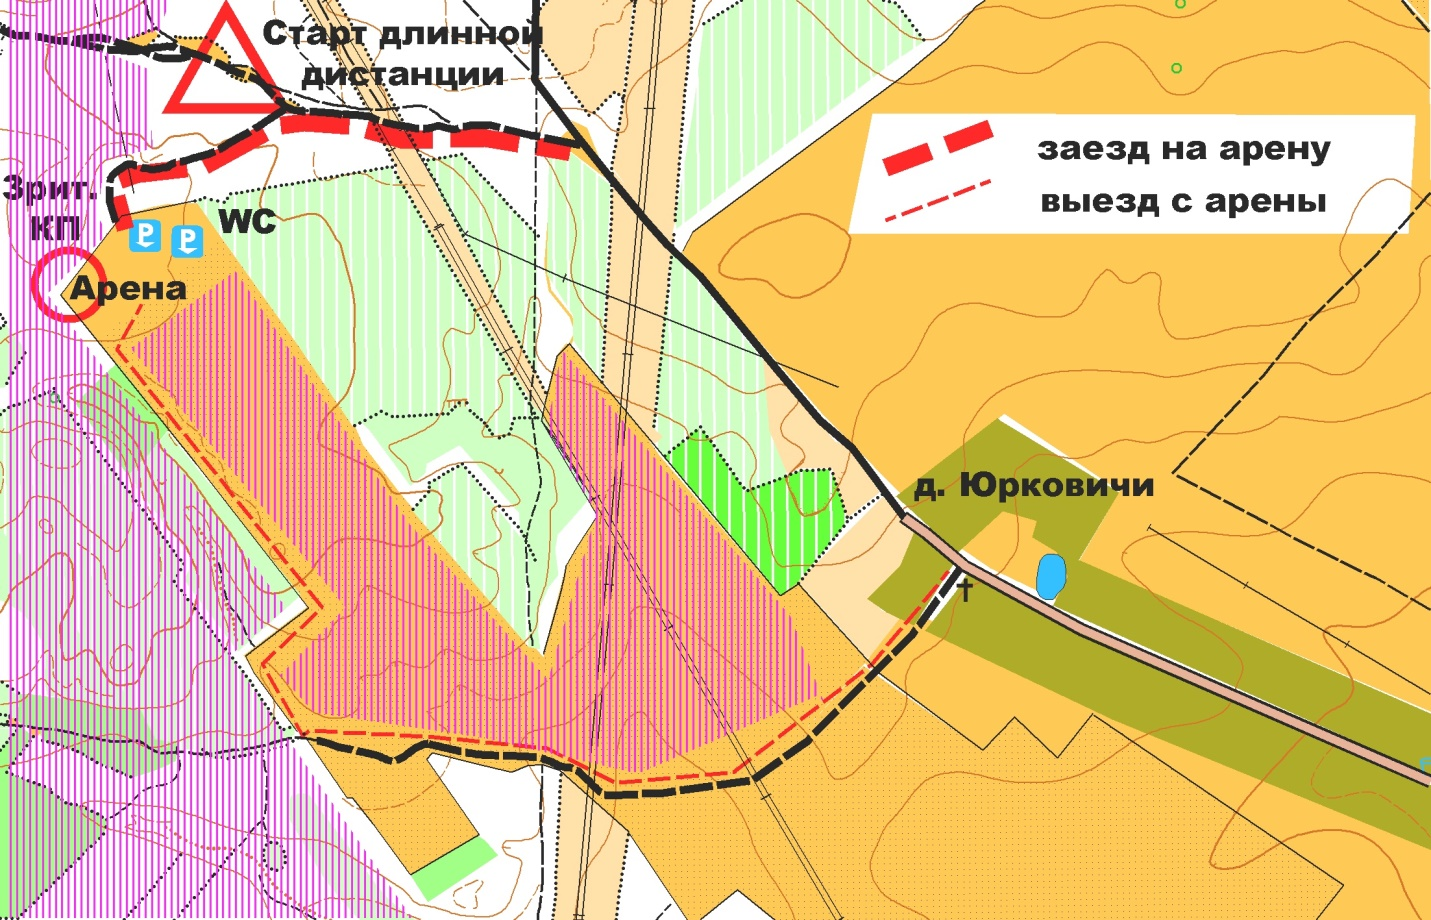 Старт длинной
дистанции
заезд на арену
выезд с арены
Зрит.
КП
P
P
WC
Арена
д. Юрковичи